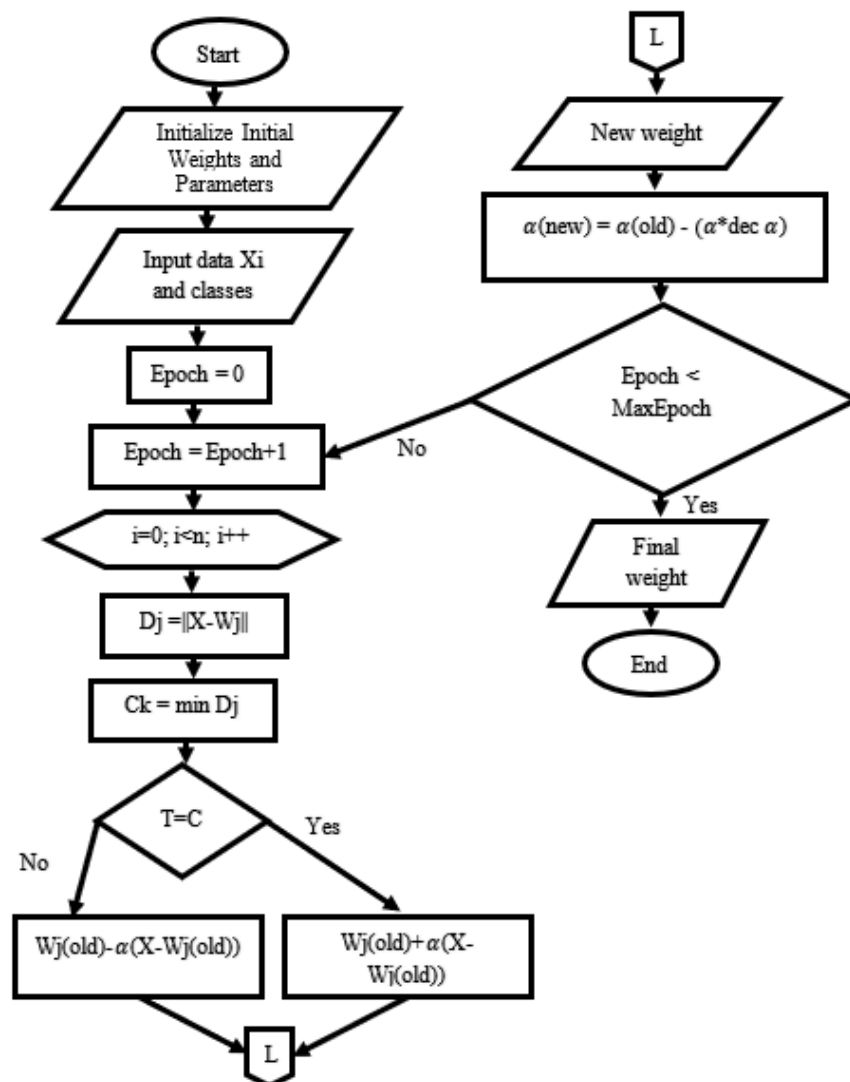 Start
Initialize Initial
Weights and
Parameters
Input data Xi
and classes
Epoch = 0
Epoch = Epoch+1
i=0; i<n; i++
Dj =||X-Wj||
Ck = min Dj
T=C
No
Yes
Wj(old)-α(X-Wj(old))
Wj(old)+α(X-
Wj(old))
L
L
New weight
α(new) = α(old) - (α*dec α)
Epoch <
MaxEpoch
No
Yes
Final
weight
End